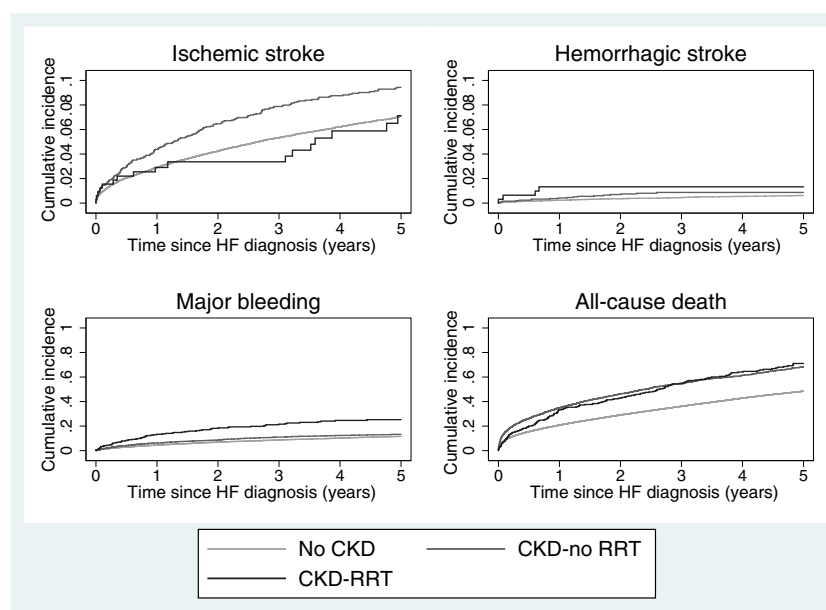 Ischemic stroke
Cumulative incidence
0 .02 .04 .06 .08 .1
0 1 2 3 4 5
Time since HF diagnosis (years)
Hemorrhagic stroke
Cumulative incidence
0 .02 .04 .06 .08 .1
0 1 2 3 4 5
Time since HF diagnosis (years)
Major bleeding
Cumulative incidence
0 .2 .4 .6 .8 1
0 1 2 3 4 5
Time since HF diagnosis (years)
All-cause death
Cumulative incidence
0 .2 .4 .6 .8 1
0 1 2 3 4 5
Time since HF diagnosis (years)
No CKD CKD-no RRT
CKD-RRT